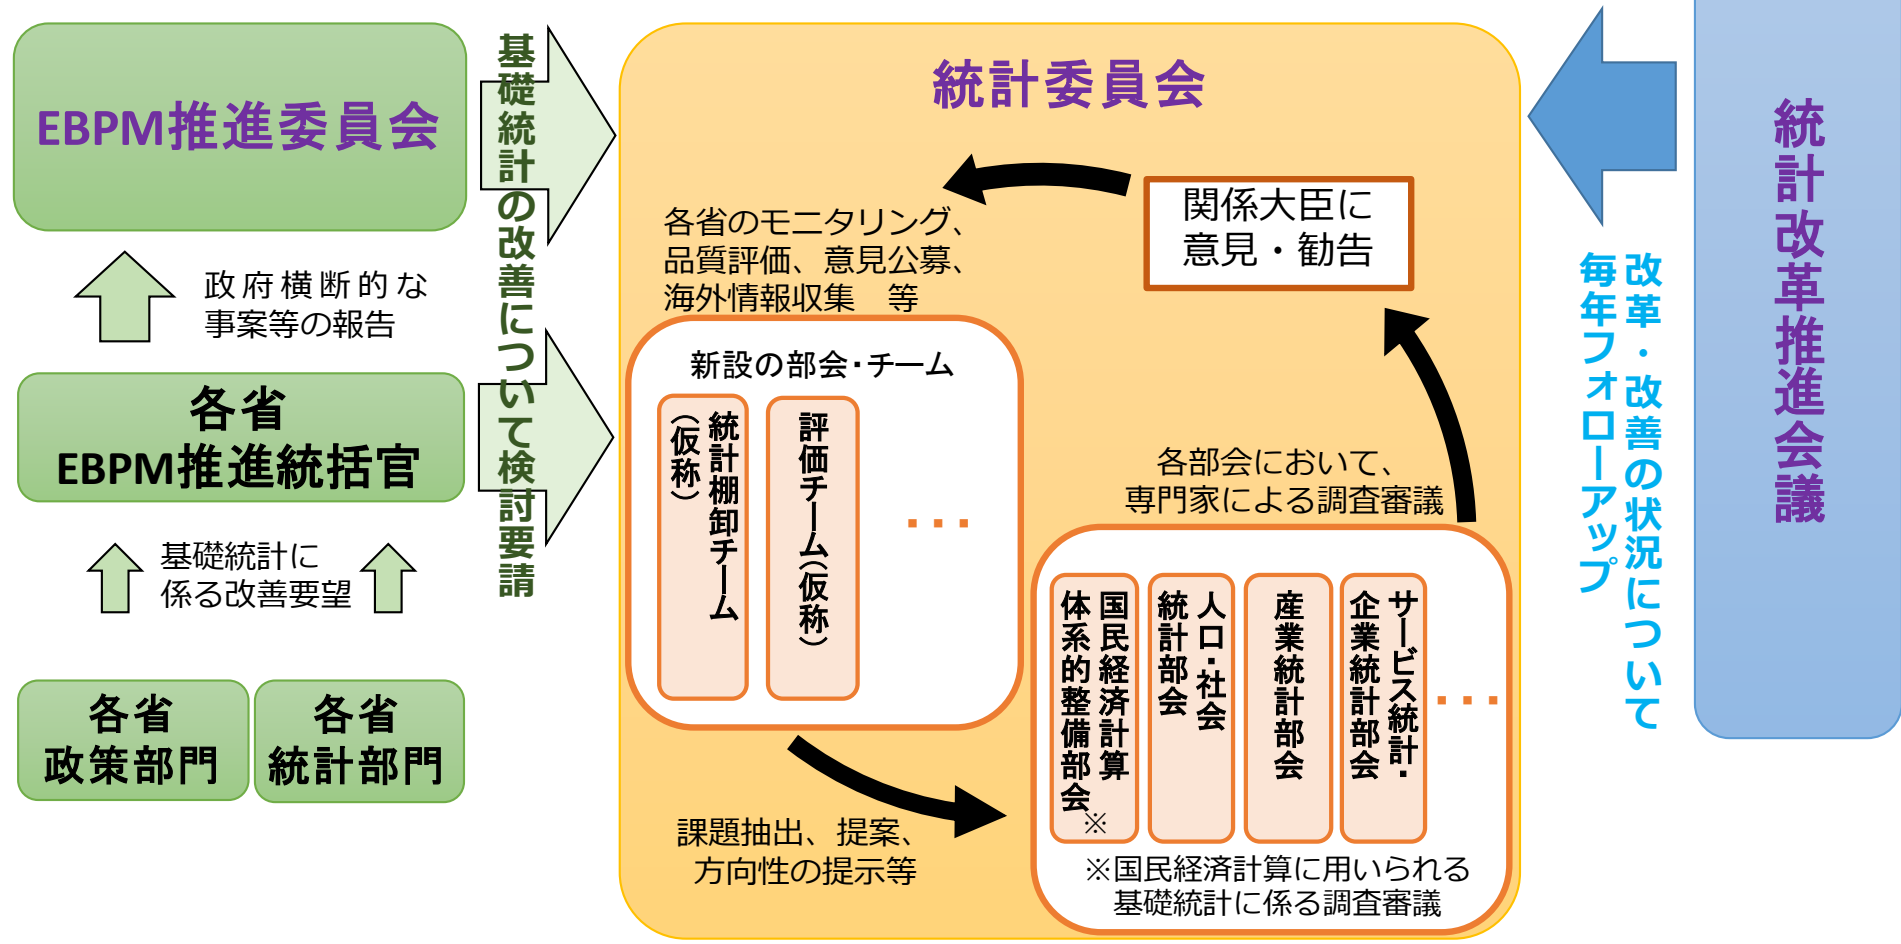 EBPM推進委員会
政府横断的な
事案等の報告
各省
EBPM推進統括官
基礎統計に
係る改善要望
各省
政策部門
各省
統計部門
基礎統計の改善について検討要請
統計委員会
関係大臣に
意見・勧告
各省のモニタリング、
品質評価、意見公募、
海外情報収集　等
新設の部会・チーム
統計棚卸チーム
（仮称）
評価チーム（仮称）
・・・
課題抽出、提案、
方向性の提示等
各部会において、
専門家による調査審議
国民経済計算
体系的整備部会
※
人口・社会
統計部会
産業統計部会
サービス統計・
企業統計部会
・・・
※国民経済計算に用いられる
基礎統計に係る調査審議
改革・改善の状況について
毎年フォローアップ
統計改革推進会議